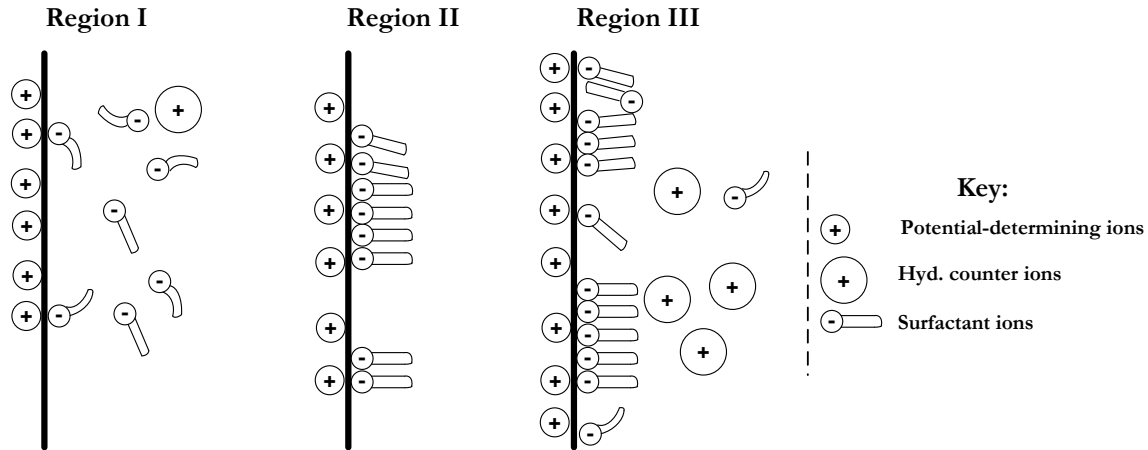 Region I
Region II
Region III
Key:
Potential-determining ions
Hyd. counter ions
Surfactant ions